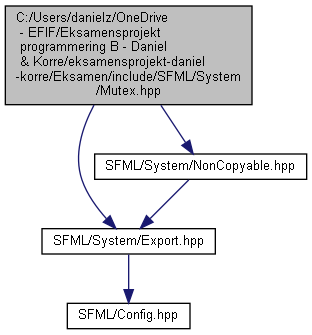 C:/Users/danielz/OneDrive
- EFIF/Eksamensprojekt
programmering B - Daniel
& Korre/eksamensprojekt-daniel
-korre/Eksamen/include/SFML/System
/Mutex.hpp
SFML/System/NonCopyable.hpp
SFML/System/Export.hpp
SFML/Config.hpp